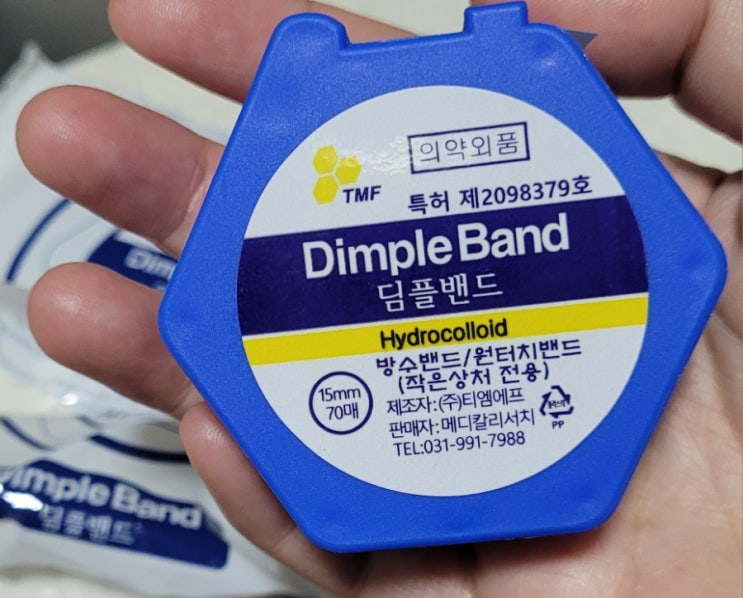 의약외품
TMF
특허 제2098379호
Dimple Band
딤플밴드
Hydrocolloid
방수밴드/원터치밴드
(작은상처 전용)
15mm
70매
제조자:(주)티엠에프
판매자:메디칼리서치
TEL:031-991-7988
PP
Dim
imple Band
딤플밴드